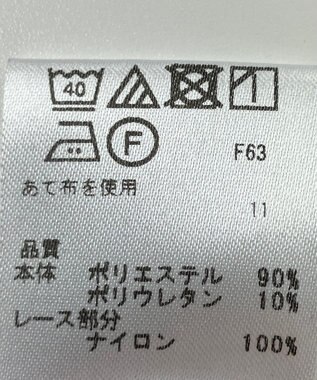 40
F
F63
あて布を使用
11
品質
本体 ポリエステル 90%
ポリウレタン 10%
レース部分
ナイロン 100%